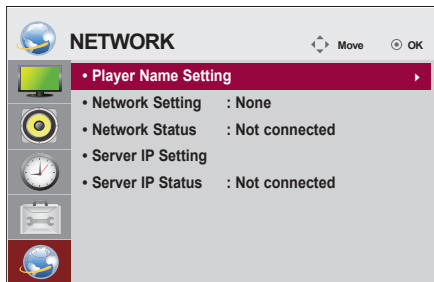 NETWORK Move OK
• Player Name Setting
• Network Setting : None
• Network Status : Not connected
• Server IP Setting
• Server IP Status : Not connected